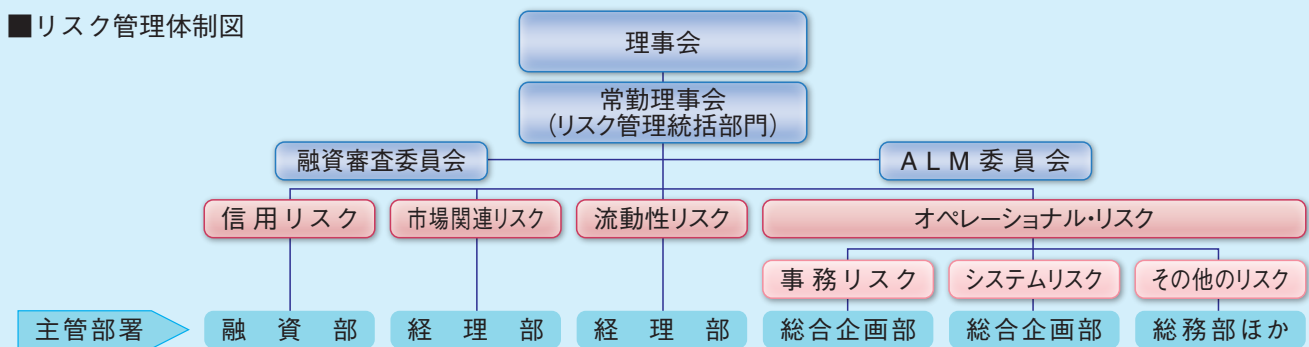 ■リスク管理体制図
理事会
常勤理事会
(リスク管理統括部門)
融資審査委員会
ALM委員会
信用リスク
市場関連リスク
流動性リスク
オペレーショナル・リスク
事務リスク
システムリスク
その他のリスク
主管部署
融資部
経理部
経理部
総合企画部
総合企画部
総務部ほか